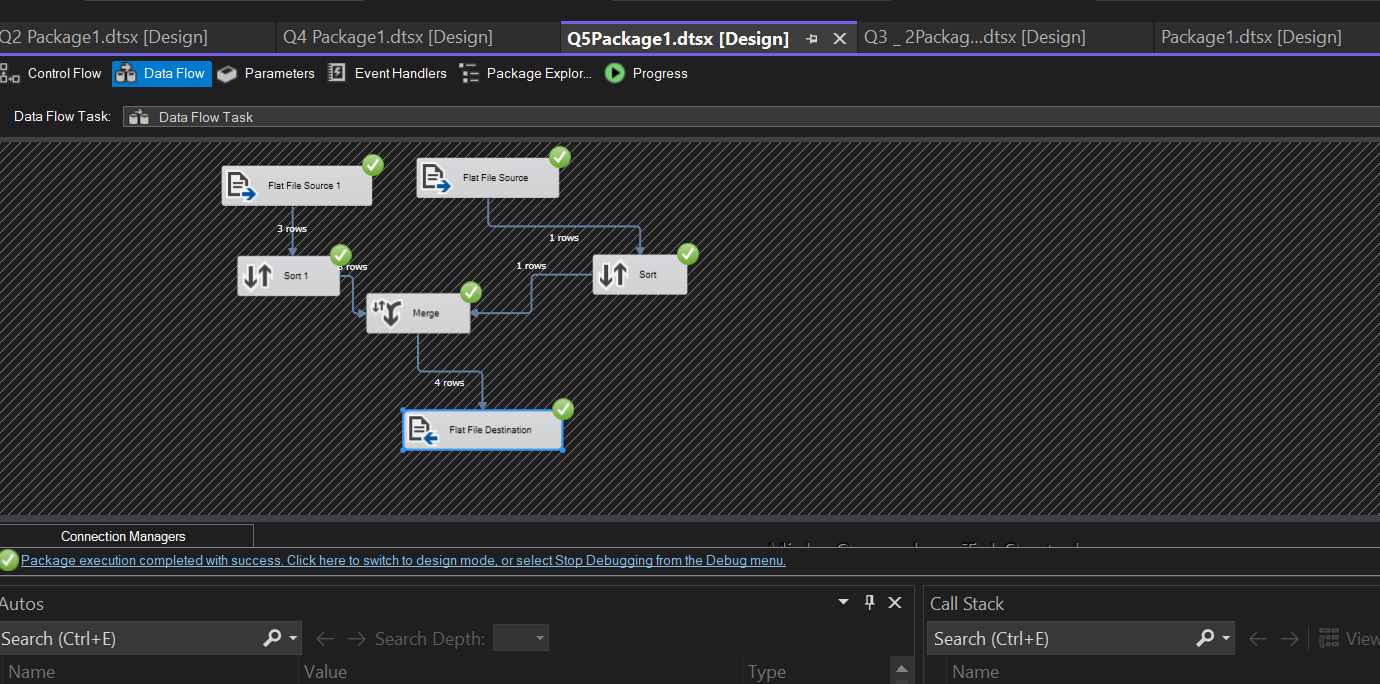 Q2 Package1.dtsx [Design]
Q4 Package1.dtsx [Design]
Q5Package1.dtsx [Design]
Q3 _ 2Packag...dtsx [Design]
Package1.dtsx [Design]
Control Flow
Data Flow
Parameters
Event Handlers
Package Explor...
Progress
Data Flow Task:
Data Flow Task
Flat File Source 1
Flat File Source
3 rows
1 rows
Sort 1
rows
1 rows
Sort
Merge
4 rows
Flat File Destination
Connection Managers
Package execution completed with success. Click here to switch to design mode, or select Stop Debugging from the Debug menu.
Autos
Call Stack
Search (Ctrl+E)
Search Depth:
Search (Ctrl+E)
View
Name
Value
Type
Name